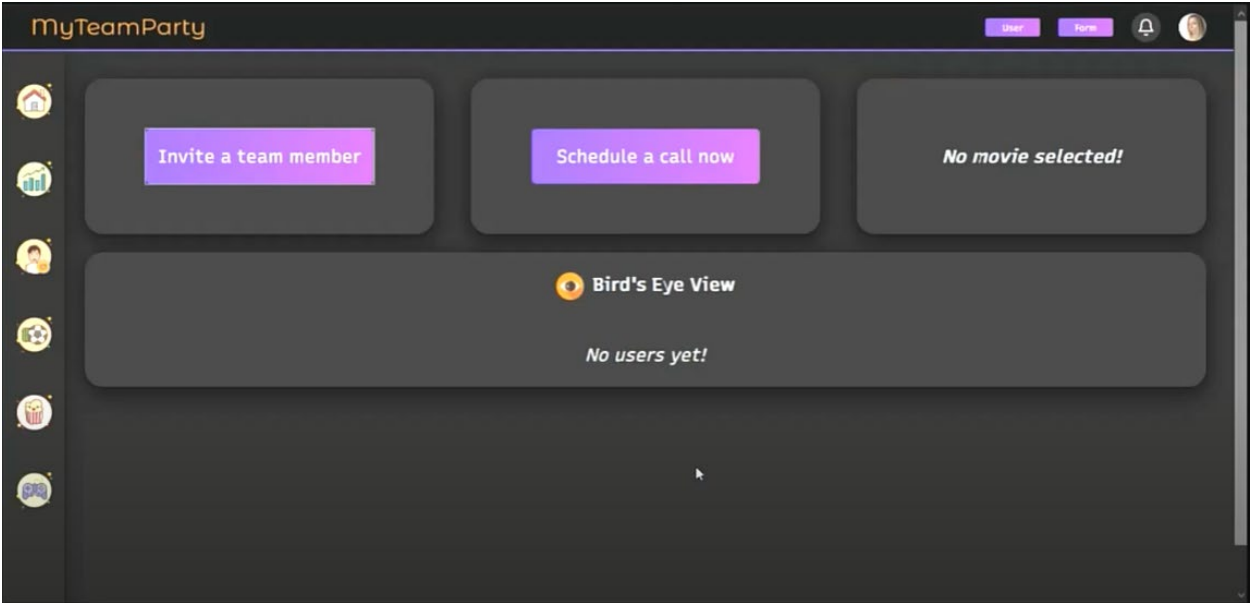 MyTeamParty
User
Form
Invite a team member
Schedule a call now
No movie selected!
Bird's Eye View
No users yet!